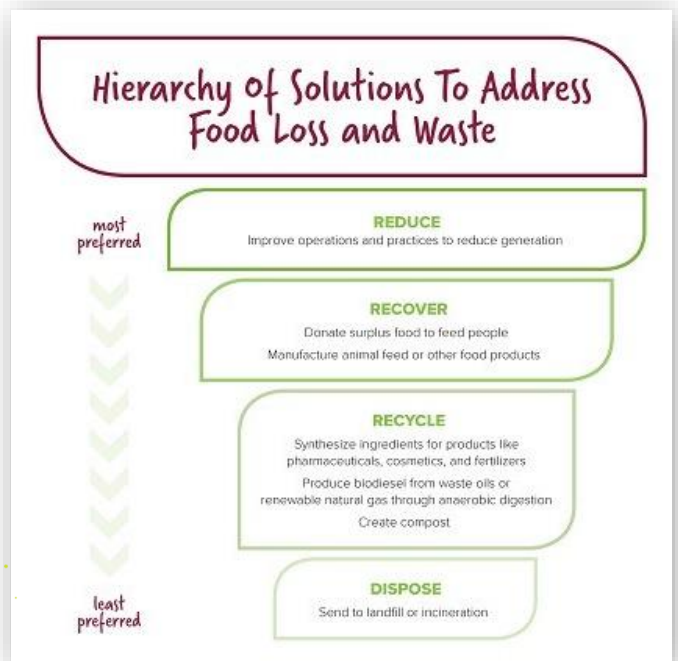 Hierarchy Of Solutions To Address
Food Loss and Waste
most
preferred
REDUCE
Improve operations and practices to reduce generation
RECOVER
Donate surplus food to feed people
Manufacture animal feed or other food products
RECYCLE
Synthesize ingredients for products like
pharmaceuticals, cosmetics, and fertilizers
Produce biodiesel from waste oils or
renewable natural gas through anaerobic digestion
Create compost
DISPOSE
Send to landfill or incineration
least
preferred